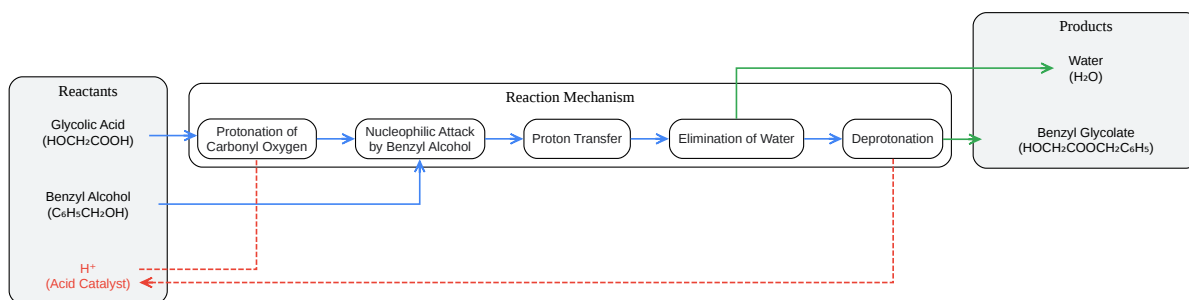 Products
Water
(H₂O)
Reactants
Reaction Mechanism
Glycolic Acid
(HOCH₂COOH)
Protonation of
Carbonyl Oxygen
Nucleophilic Attack
by Benzyl Alcohol
Proton Transfer
Elimination of Water
Deprotonation
Benzyl Glycolate
(HOCH₂COOCH₂C₆H₅)
Benzyl Alcohol
(C₆H₅CH₂OH)
H⁺
(Acid Catalyst)